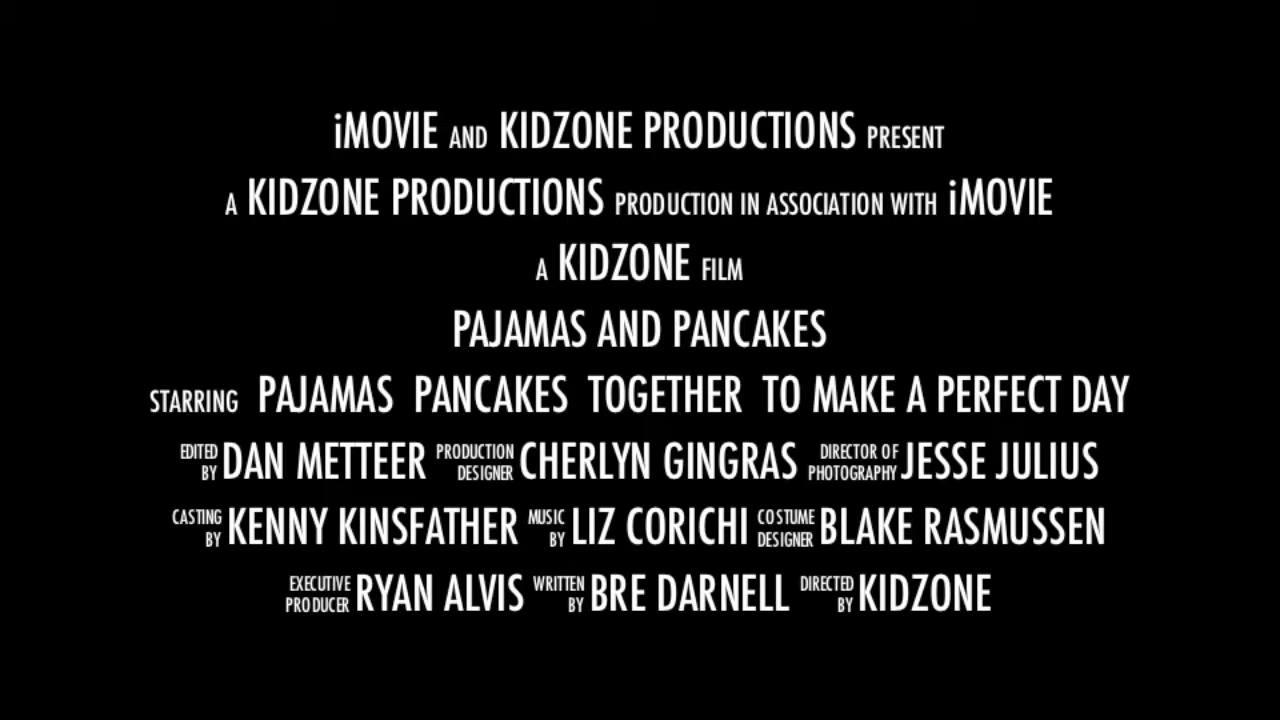 iMOVIE AND KIDZONE PRODUCTIONS PRESENT
A KIDZONE PRODUCTIONS PRODUCTION IN ASSOCIATION WITH iMOVIE
A KIDZONE FILM
PAJAMAS AND PANCAKES
STARRING PAJAMAS PANCAKES TOGETHER TO MAKE A PERFECT DAY
EDITED BY DAN METTEER PRODUCTION DESIGNER CHERLYN GINGRAS DIRECTOR OF PHOTOGRAPHY JESSE JULIUS
CASTING BY KENNY KINSFATHER MUSIC BY LIZ CORICHI COSTUME DESIGNER BLAKE RASMUSSEN
EXECUTIVE PRODUCER RYAN ALVIS WRITTEN BY BRE DARNELL DIRECTED BY KIDZONE